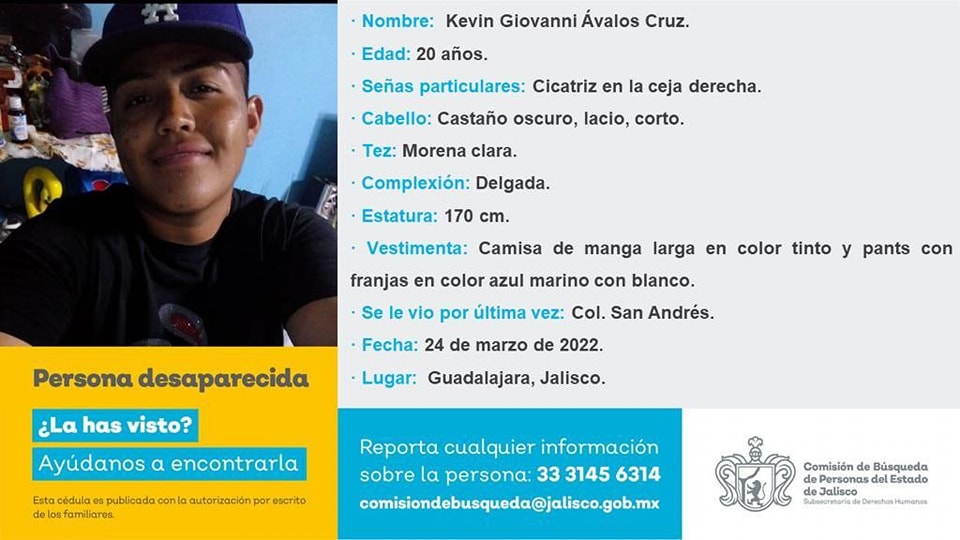 · Nombre: Kevin Giovanni Ávalos Cruz.
· Edad: 20 años.
· Señas particulares: Cicatriz en la ceja derecha.
· Cabello: Castaño oscuro, lacio, corto.
· Tez: Morena clara.
· Complexión: Delgada.
· Estatura: 170 cm.
· Vestimenta: Camisa de manga larga en color tinto y pants con
franjas en color azul marino con blanco.
· Se le vio por última vez: Col. San Andrés.
· Fecha: 24 de marzo de 2022.
· Lugar: Guadalajara, Jalisco.
Persona desaparecida
¿La has visto?
Ayúdanos a encontrarla
Esta cédula es publicada con la autorización por escrito
de los familiares.
Reporta cualquier información
sobre la persona: 33 3145 6314
comisiondebusqueda@jalisco.gob.mx
Comisión de Búsqueda
de Personas del Estado
de Jalisco
Subsecretaría de Derechos Humanos
LA